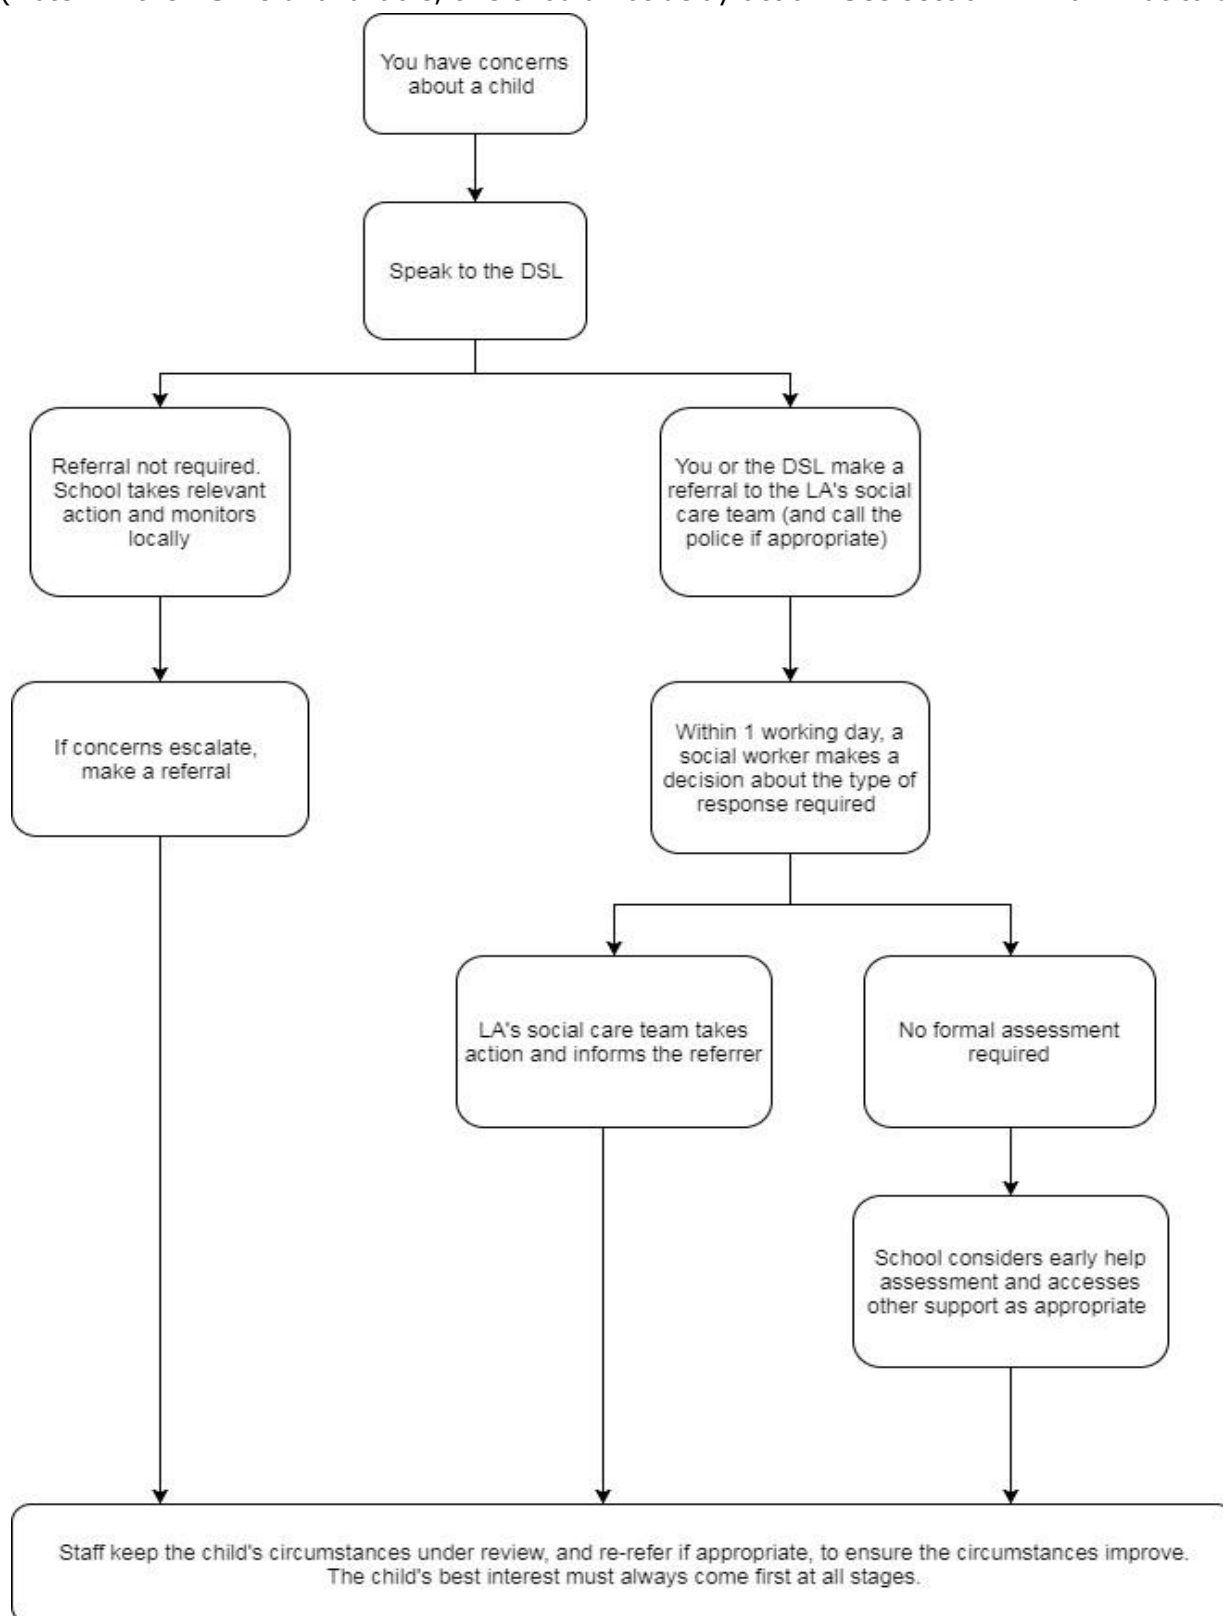 You have concerns
about a child
Speak to the DSL
Referral not required.
School takes relevant
action and monitors
locally
You or the DSL make a
referral to the LA's social
care team (and call the
police if appropriate)
If concerns escalate,
make a referral
Within 1 working day, a
social worker makes a
decision about the type of
response required
LA's social care team takes
action and informs the referrer
No formal assessment
required
School considers early help
assessment and accesses
other support as appropriate
Staff keep the child's circumstances under review, and re-refer if appropriate, to ensure the circumstances improve.
The child's best interest must always come first at all stages.